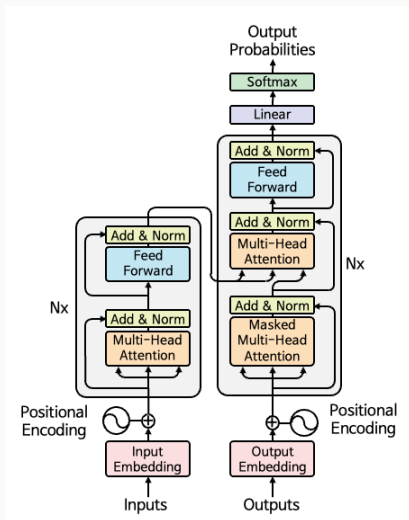 Output
Probabilities
Softmax
Linear
Add & Norm
Feed
Forward
Add & Norm
Multi-Head
Attention
Nx
Add & Norm
Masked
Multi-Head
Attention
Add & Norm
Feed
Forward
Nx
Add & Norm
Multi-Head
Attention
Positional
Encoding
Positional
Encoding
Input
Embedding
Output
Embedding
Inputs
Outputs